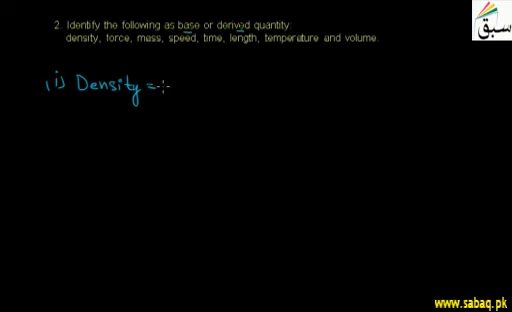 سبق
2. Identify the following as base or derived quantity:
density, force, mass, speed, time, length, temperature and volume.
(i) Density =
www.sabaq.pk